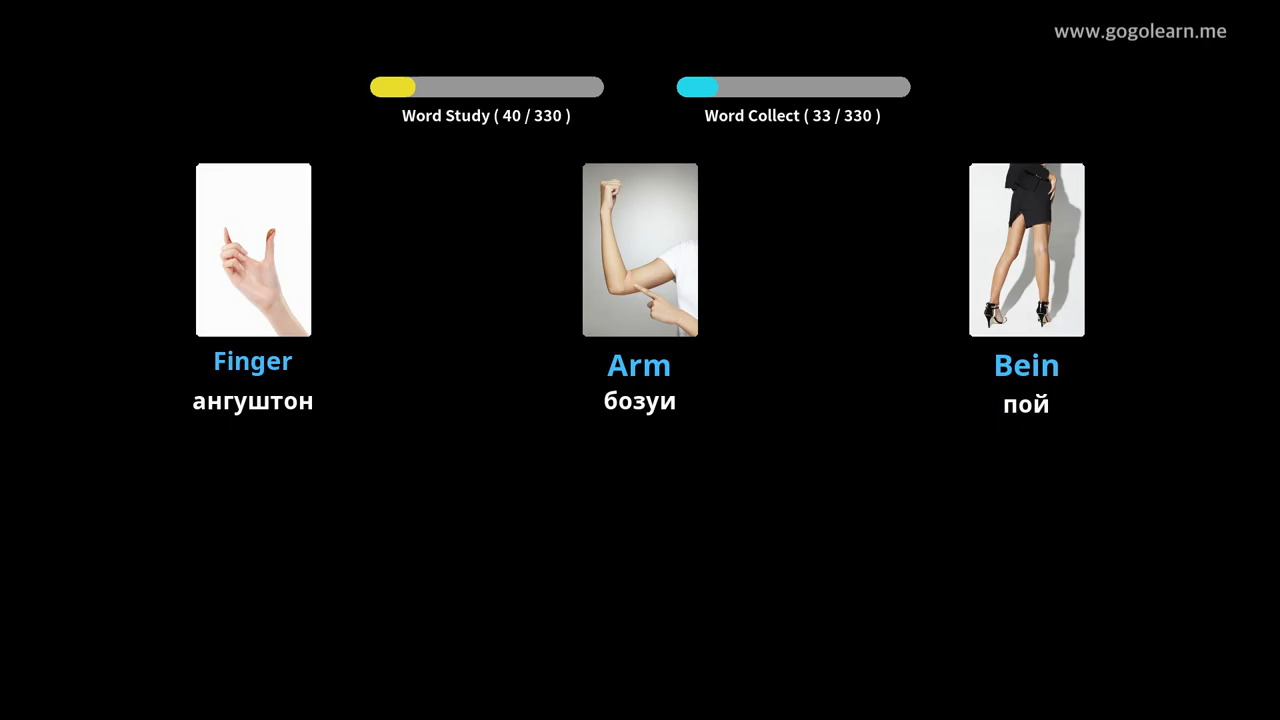 www.gogolearn.me
Word Study ( 40 / 330 )
Word Collect ( 33 / 330 )
Finger
Arm
Bein
ангуштон
бозуи
пой